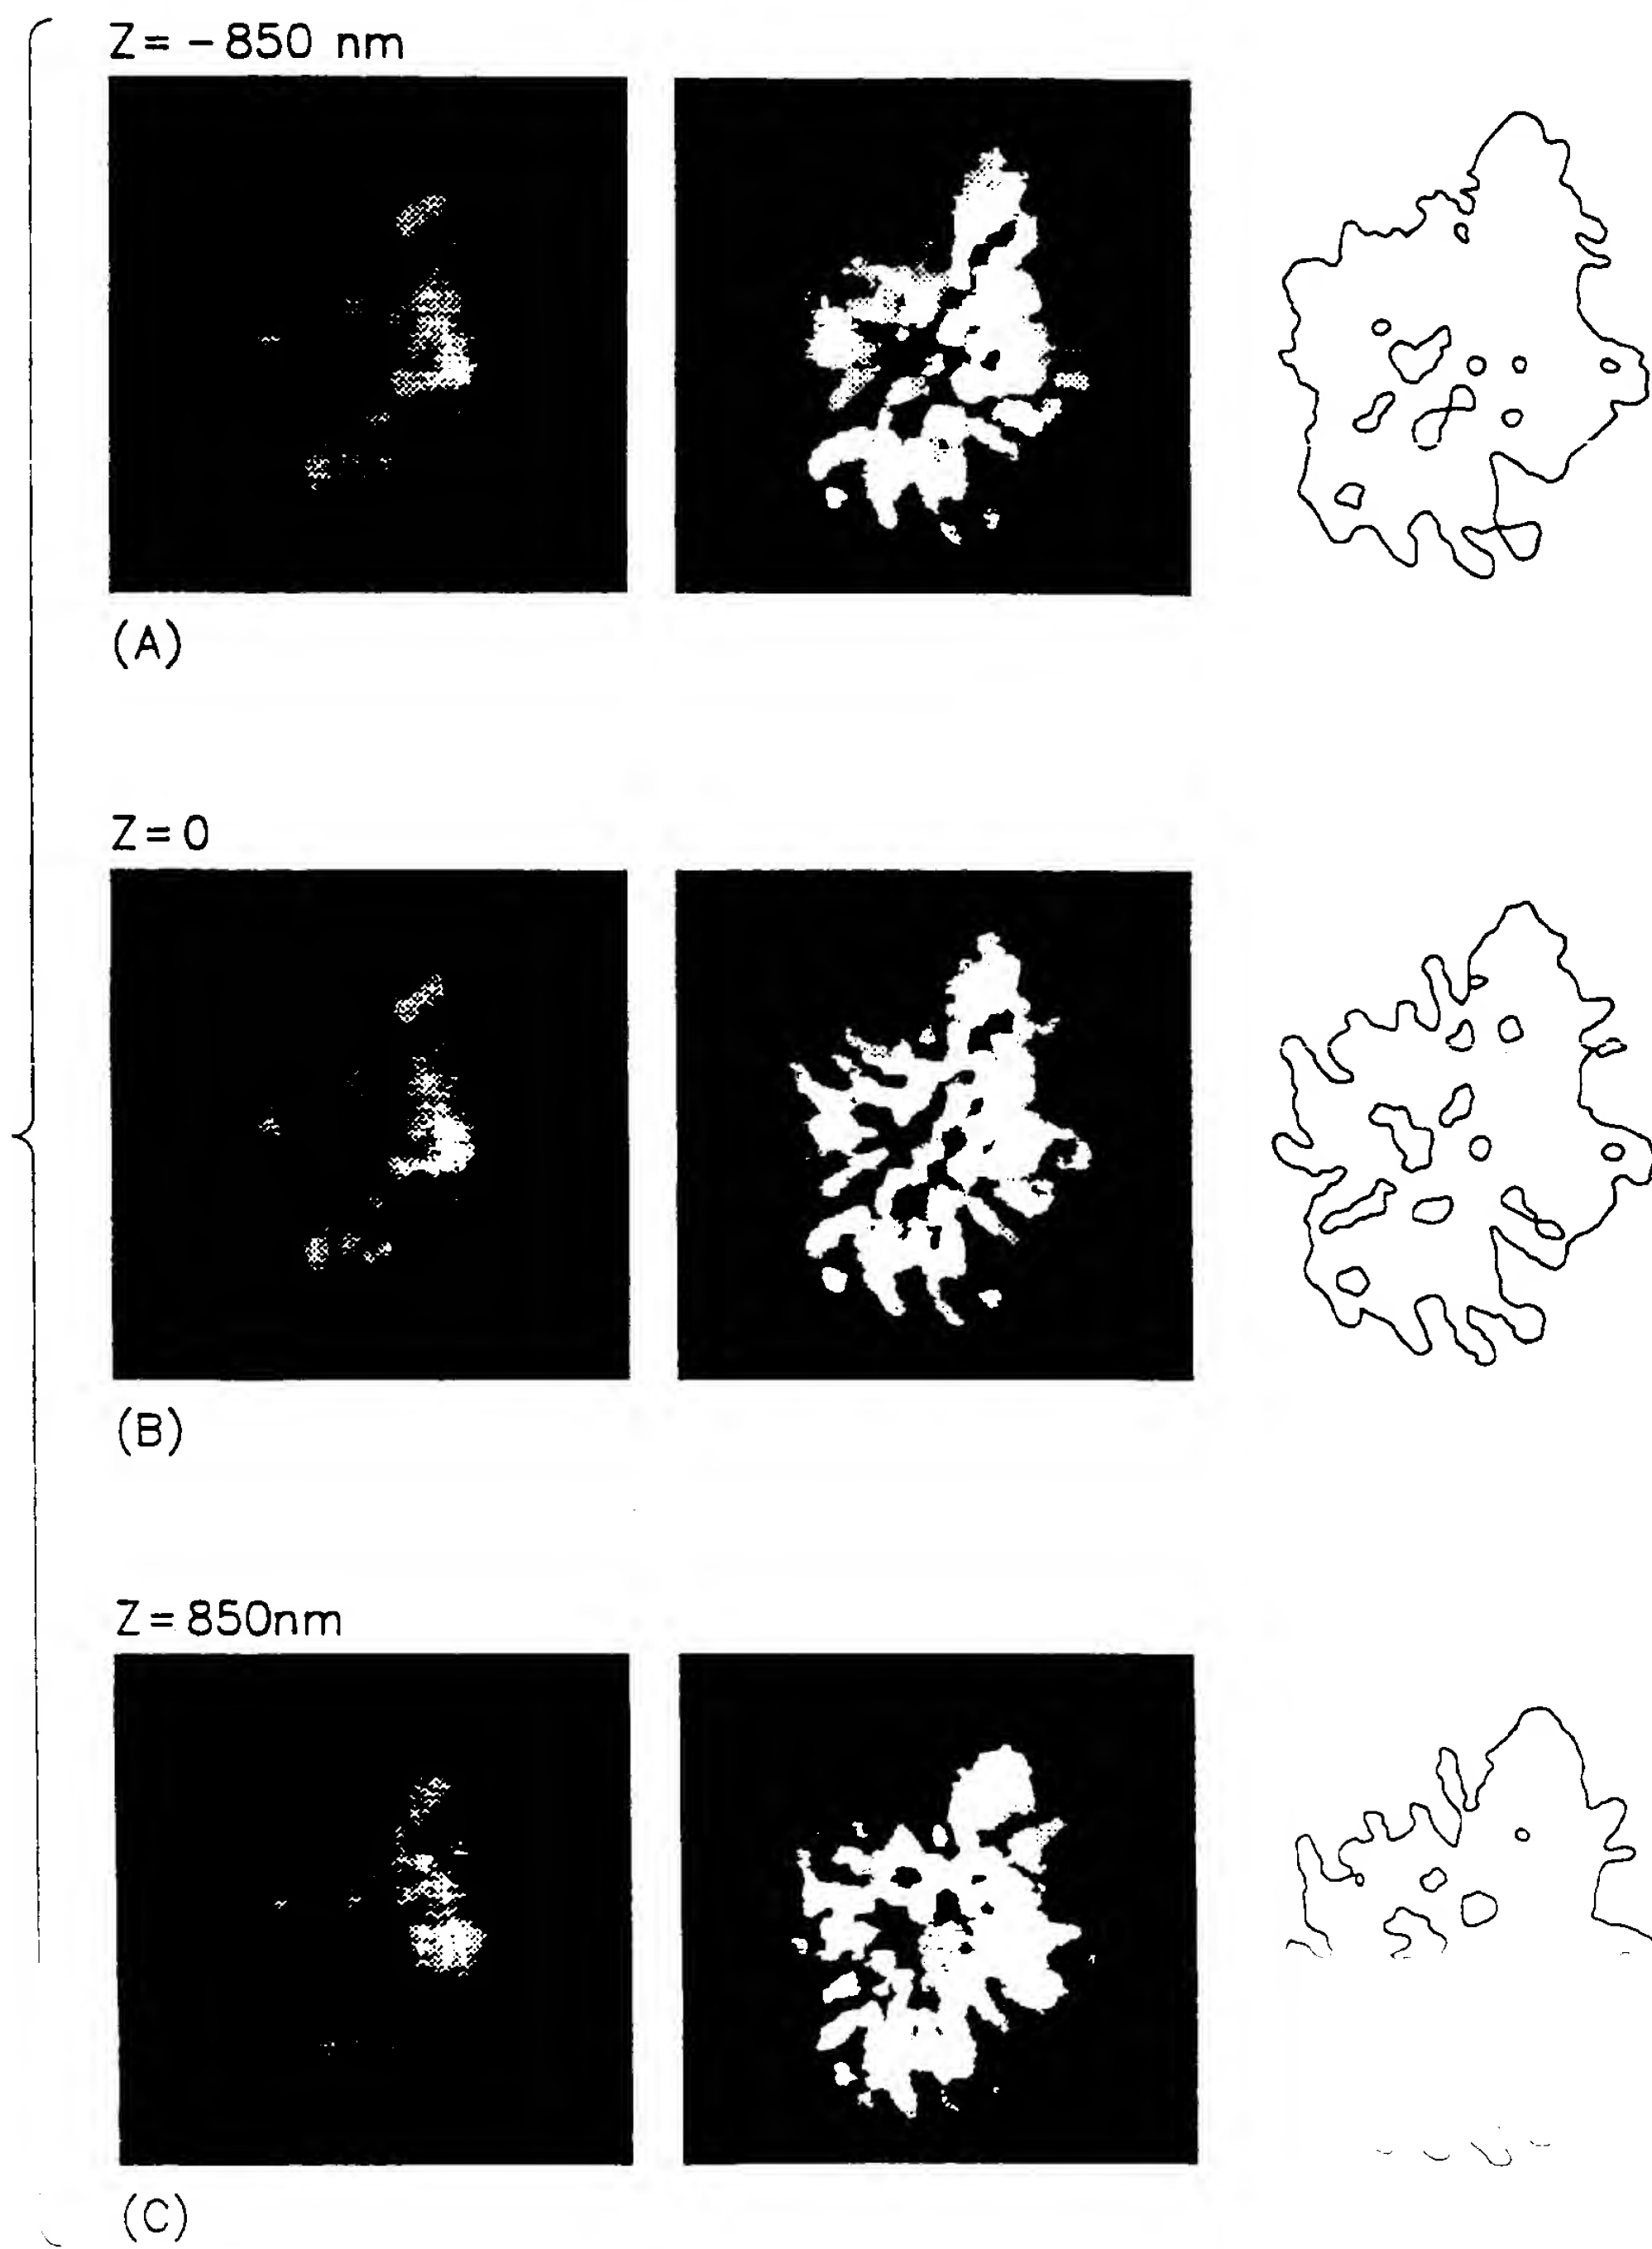 Z = - 850 nm
(A)
Z = 0
(B)
Z = 850nm
(C)